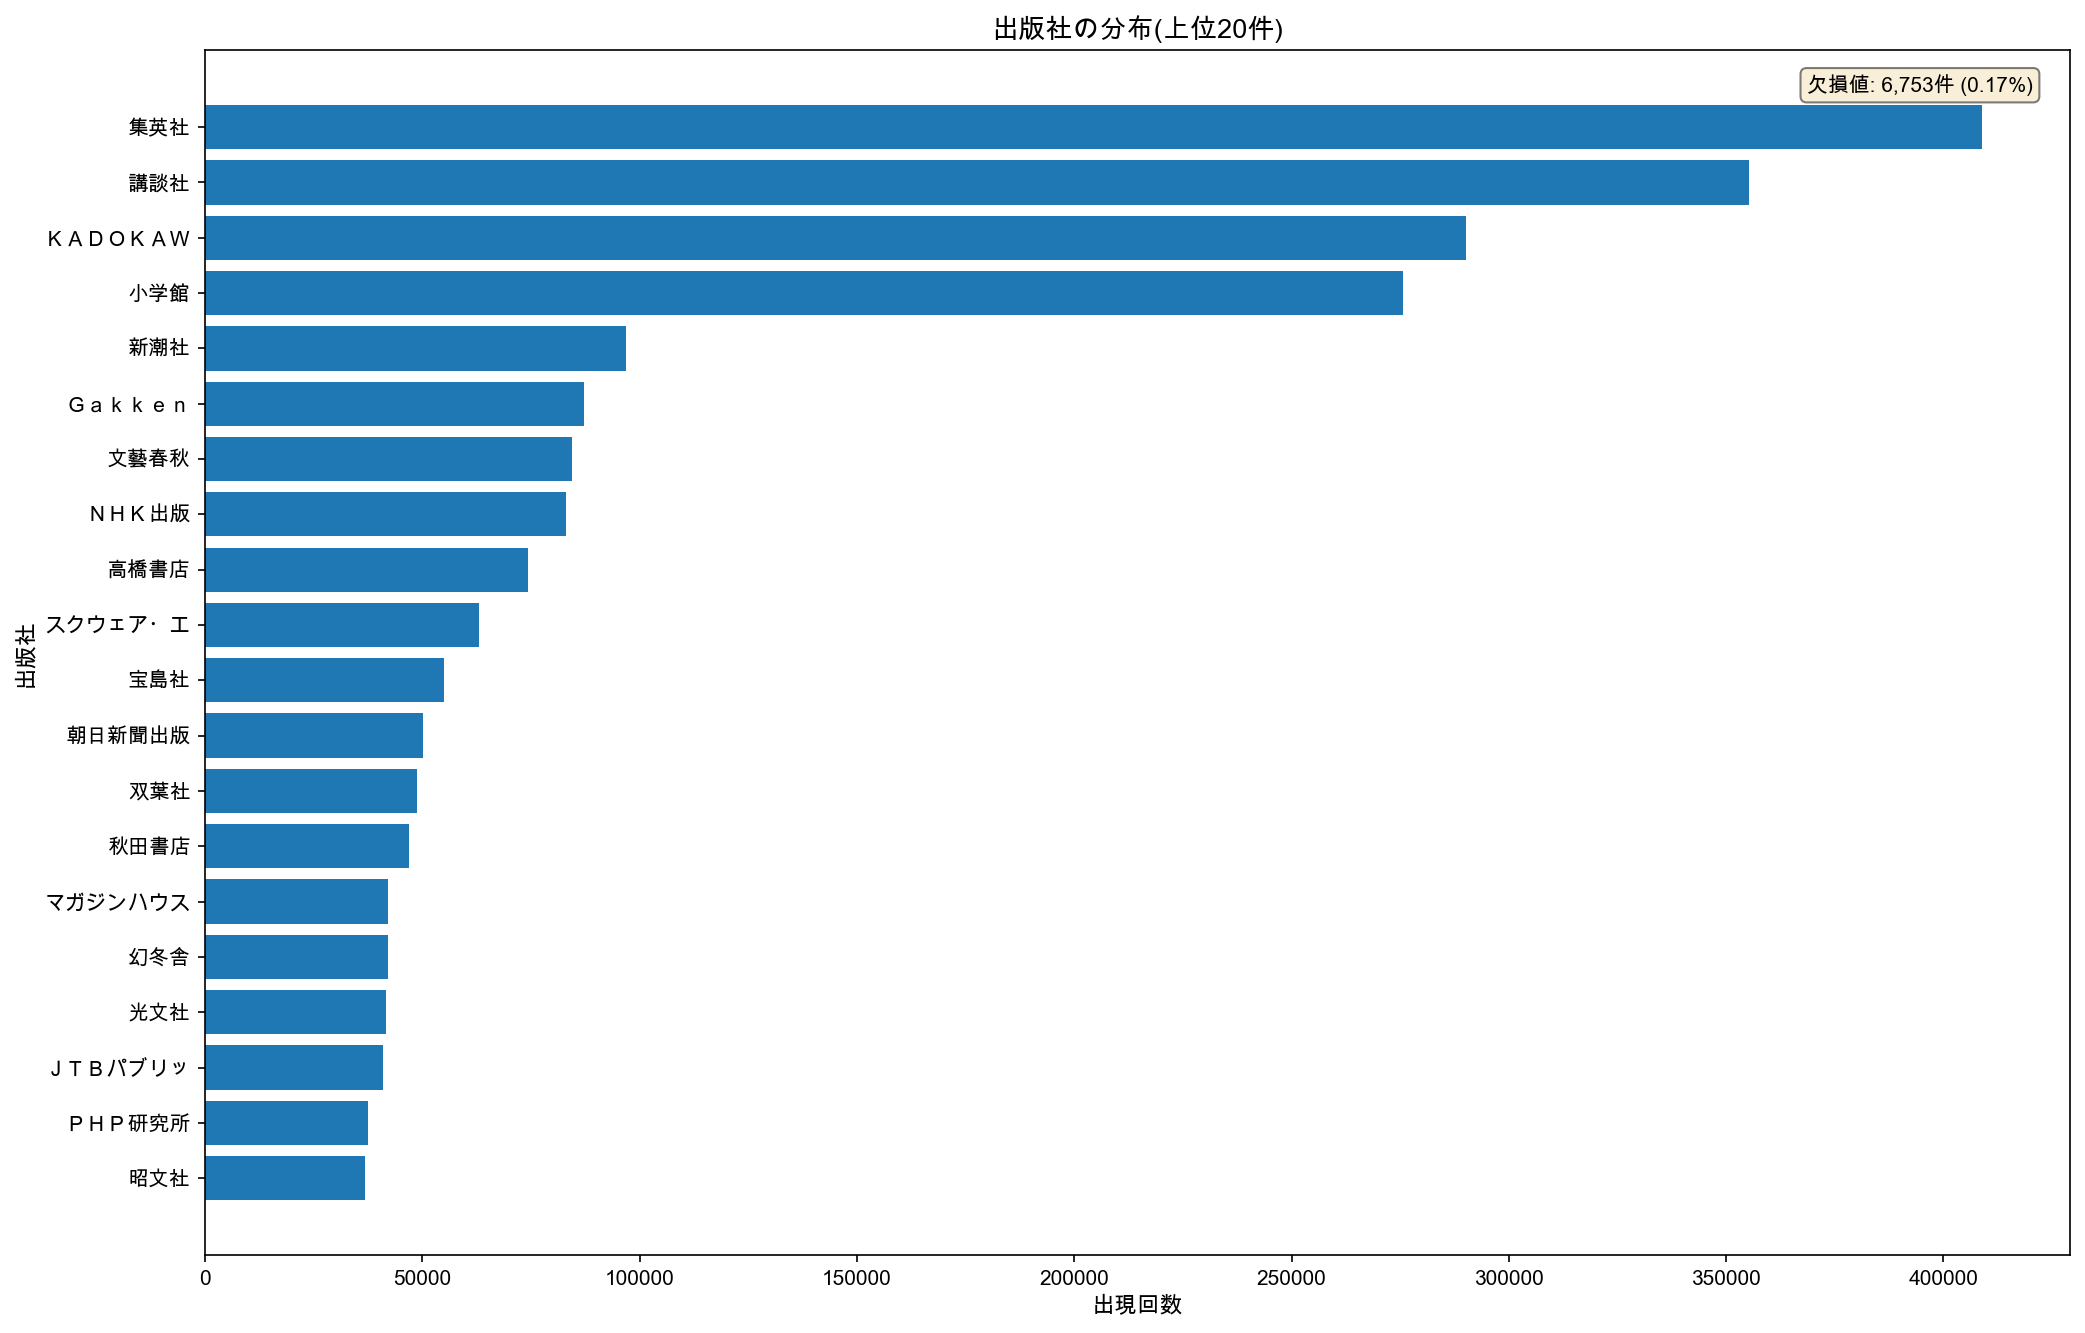 出版社の分布(上位20件)
欠損値: 6,753件 (0.17%)
集英社
講談社
ＫＡＤＯＫＡＷ
小学館
新潮社
Ｇａｋｋｅｎ
文藝春秋
ＮＨＫ出版
高橋書店
スクウェア・エ
宝島社
朝日新聞出版
双葉社
秋田書店
マガジンハウス
幻冬舎
光文社
ＪＴＢパブリッ
ＰＨＰ研究所
昭文社
出版社
0 50000 100000 150000 200000 250000 300000 350000 400000
出現回数